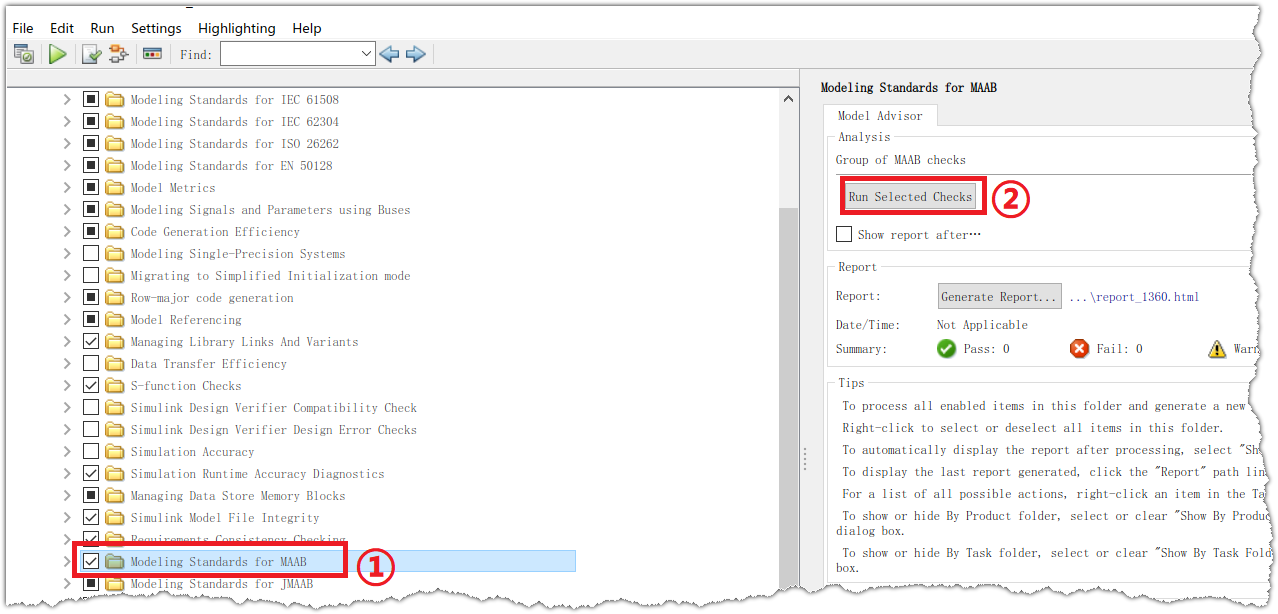 File Edit Run Settings Highlighting Help
Find:
Modeling Standards for IEC 61508
Modeling Standards for IEC 62304
Modeling Standards for ISO 26262
Modeling Standards for EN 50128
Model Metrics
Modeling Signals and Parameters using Buses
Code Generation Efficiency
Modeling Single-Precision Systems
Migrating to Simplified Initialization mode
Row-major code generation
Model Referencing
Managing Library Links And Variants
Data Transfer Efficiency
S-function Checks
Simulink Design Verifier Compatibility Check
Simulink Design Verifier Design Error Checks
Simulation Accuracy
Simulation Runtime Accuracy Diagnostics
Managing Data Store Memory Blocks
Simulink Model File Integrity
Requirements Consistency Checking
Modeling Standards for MAAB ①
Modeling Standards for JMAAB
Modeling Standards for MAAB
Model Advisor
Analysis
Group of MAAB checks
Run Selected Checks ②
Show report after…
Report
Report: Generate Report... ...\report_1360.html
Date/Time: Not Applicable
Summary: Pass: 0 Fail: 0 Warn
Tips
To process all enabled items in this folder and generate a new
Right-click to select or deselect all items in this folder.
To automatically display the report after processing, select "Sh
To display the last report generated, click the "Report" path lin
For a list of all possible actions, right-click an item in the Ta
To show or hide By Product folder, select or clear "Show By Produc
dialog box.
To show or hide By Task folder, select or clear "Show By Task Fold
box.